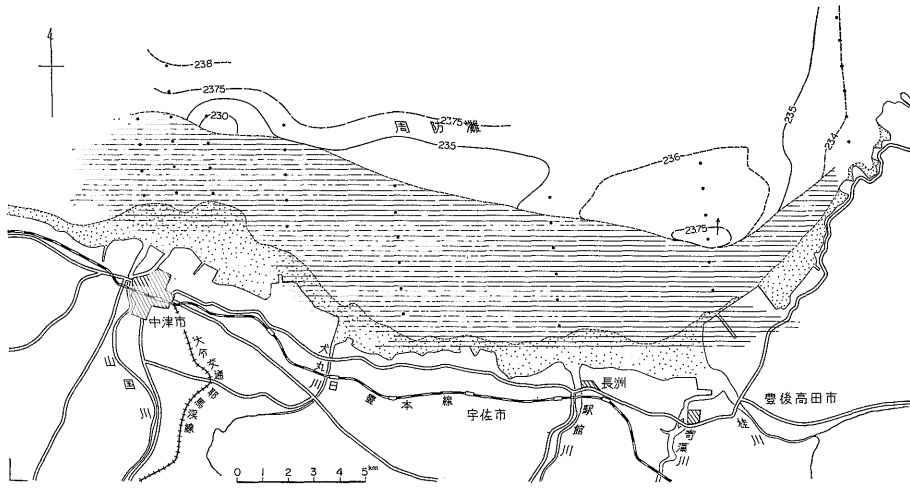 238
2375
230
周防灘
2375
235
236
235
234
2375
中津市
山国川
大分交通耶馬渓線
犬丸川
日豊本線
宇佐市
長洲
駅館川
寄藻川
桂川
豊後高田市
0 1 2 3 4 5km